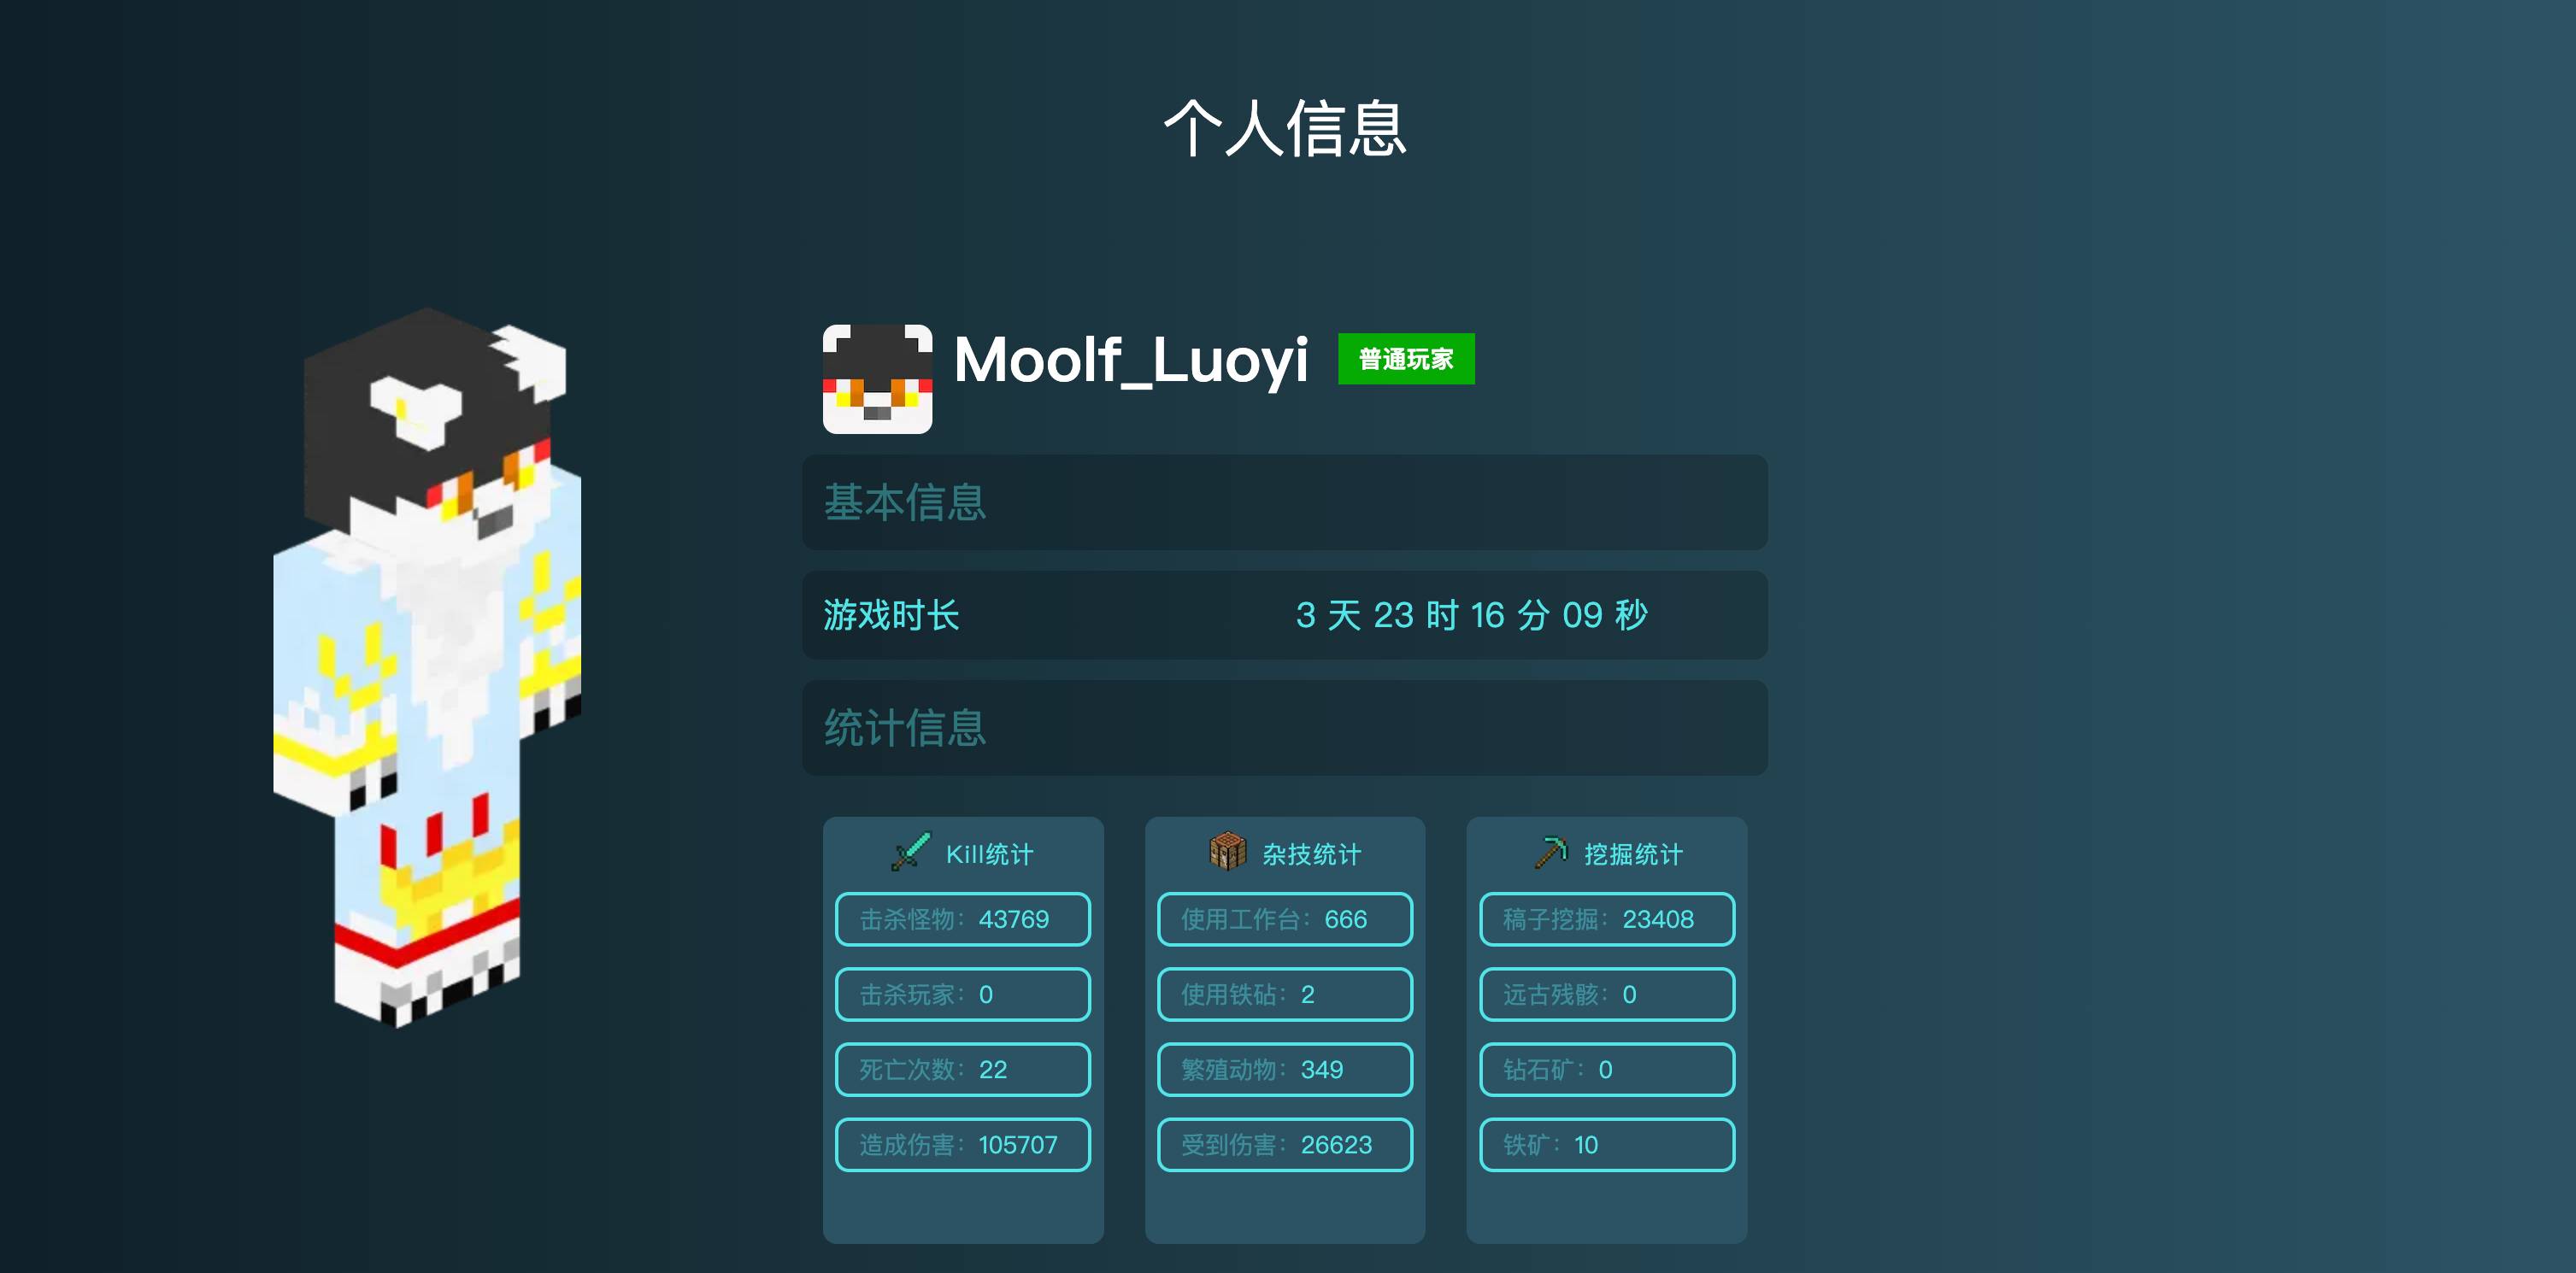 个人信息
Moolf_Luoyi 普通玩家
基本信息
游戏时长 3 天 23 时 16 分 09 秒
统计信息
Kill统计
击杀怪物：43769
击杀玩家：0
死亡次数：22
造成伤害：105707
杂技统计
使用工作台：666
使用铁砧：2
繁殖动物：349
受到伤害：26623
挖掘统计
稿子挖掘：23408
远古残骸：0
钻石矿：0
铁矿：10